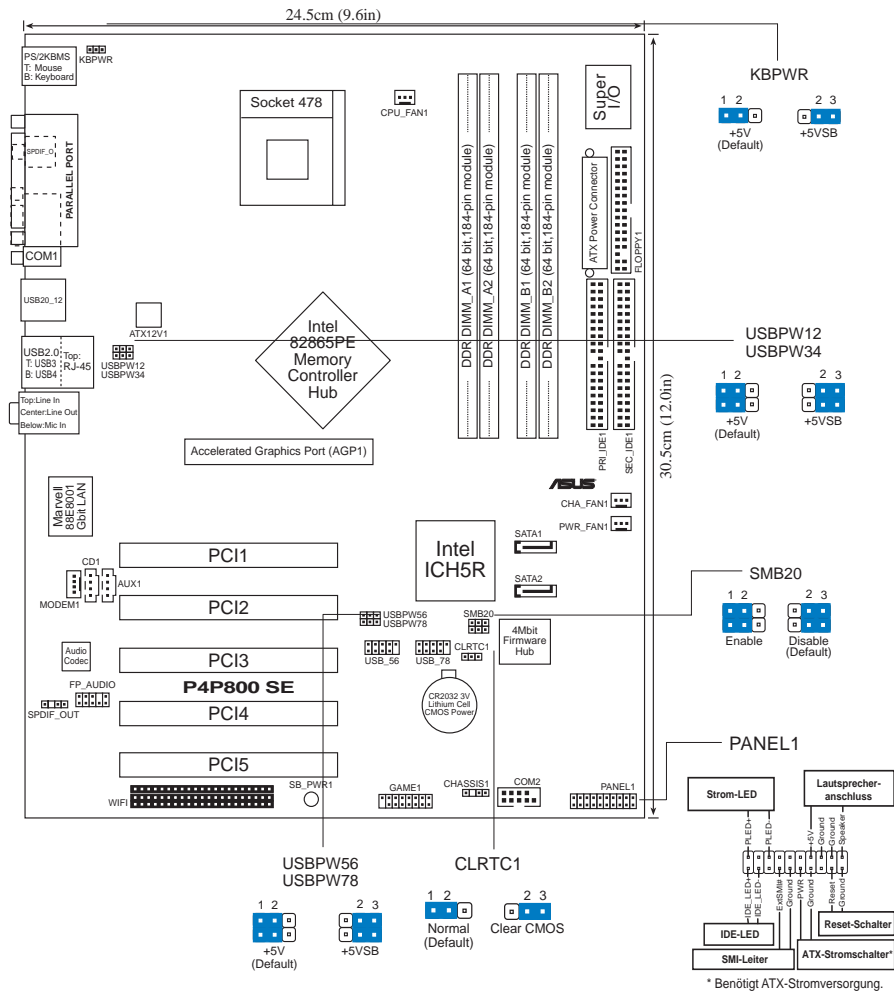 24.5cm (9.6in)
PS/2KBMS
T: Mouse
B: Keyboard
KBPWR
CPU_FAN1
Super
I/O
Socket 478
SPDIF_O
PARALLEL PORT
COM1
USB20_12
ATX12V1
USB2.0
T: USB3
B: USB4
Top:
RJ-45
USBPW12
USBPW34
Top:Line In
Center:Line Out
Below:Mic In
Intel
82865PE
Memory
Controller
Hub
DDR DIMM_A1 (64 bit,184-pin module)
DDR DIMM_A2 (64 bit,184-pin module)
DDR DIMM_B1 (64 bit,184-pin module)
DDR DIMM_B2 (64 bit,184-pin module)
ATX Power Connector
FLOPPY1
PRI_IDE1
SEC_IDE1
30.5cm (12.0in)
Accelerated Graphics Port (AGP1)
ASUS
CHA_FAN1
PWR_FAN1
Marvell
88E8001
Gbit LAN
Intel
ICH5R
SATA1
SATA2
PCI1
CD1
AUX1
MODEM1
PCI2
USBPW56
USBPW78
SMB20
4Mbit
Firmware
Hub
Audio
Codec
PCI3
USB_56
USB_78
CLRTC1
P4P800 SE
CR2032 3V
Lithium Cell
CMOS Power
FP_AUDIO
SPDIF_OUT
PCI4
PCI5
SB_PWR1
WIFI
GAME1
CHASSIS1
COM2
PANEL1
KBPWR
1 2
2 3
+5V
(Default)
+5VSB
USBPW12
USBPW34
1 2
2 3
+5V
(Default)
+5VSB
SMB20
1 2
2 3
Enable
Disable
(Default)
PANEL1
Strom-LED
Lautsprecher-
anschluss
PLED+
PLED-
+5V
Ground
Ground
Speaker
IDE_LED+
IDE_LED-
ExtSMI#
Ground
PWR
Ground
Reset
Ground
IDE-LED
Reset-Schalter
SMI-Leiter
ATX-Stromschalter*
* Benötigt ATX-Stromversorgung.
USBPW56
USBPW78
1 2
2 3
+5V
(Default)
+5VSB
CLRTC1
1 2
2 3
Normal
(Default)
Clear CMOS